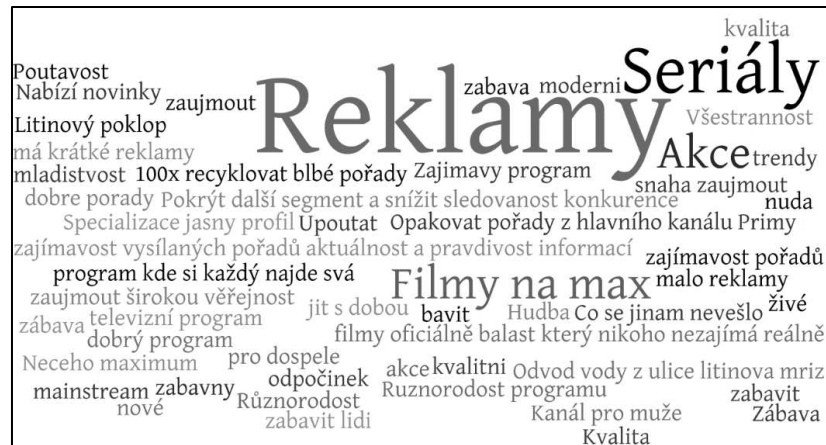 kvalita
Seriály
Poutavost
Reklamy
zabava
moderni
Nabízí novinky
zaujmout
Všestrannost
Litinový poklop
Akce
trendy
má krátké reklamy
mladistvost
100x recyklovat blbé pořady
Zajimavy program
snaha zaujmout
dobre porady
Pokrýt další segment a snížit sledovanost konkurence
nuda
Specializace jasny profil
Upoutat
Opakovat pořady z hlavního kanálu Primy
zajímavost vysílaných pořadů aktuálnost a pravdivost informací
zajímavost pořadů
program kde si každý najde svá
Filmy na max
malo reklamy
zaujmout širokou věřejnost
jit s dobou
bavit
Hudba
Co se jinam nevešlo
živé
zábava
televizní program
filmy oficiálně balast který nikoho nezajímá reálně
dobrý program
Neceho maximum
pro dospele
akce
kvalitni
Odvod vody z ulice litinova mriz
odpočinek
mainstream
zabavny
Ruznorodost programu
zabavit
nové
Různorodost
Kanál pro muže
Zábava
zabavit lidi
Kvalita